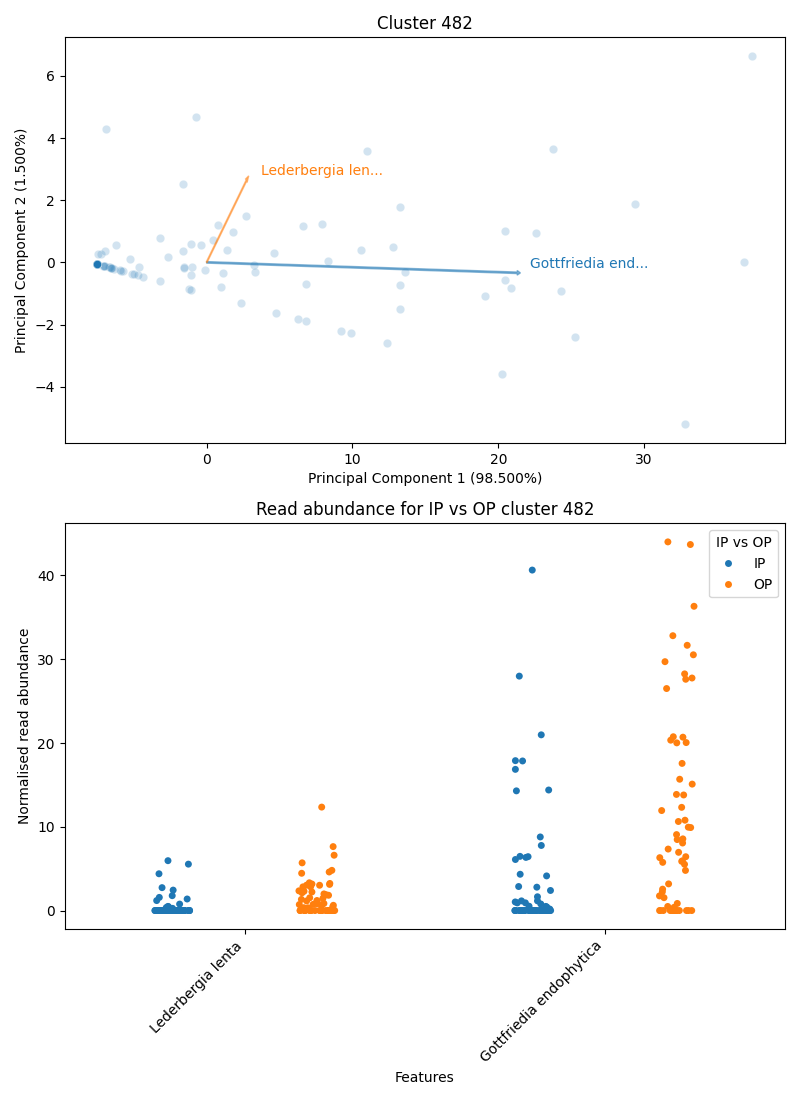 Cluster 482
6
4
2
0
−2
−4
Principal Component 2 (1.500%)
Lederbergia len...
Gottfriedia end...
0
10
20
30
Principal Component 1 (98.500%)
Read abundance for IP vs OP cluster 482
40
30
20
10
0
Normalised read abundance
IP vs OP
IP
OP
Lederbergia lenta
Gottfriedia endophytica
Features